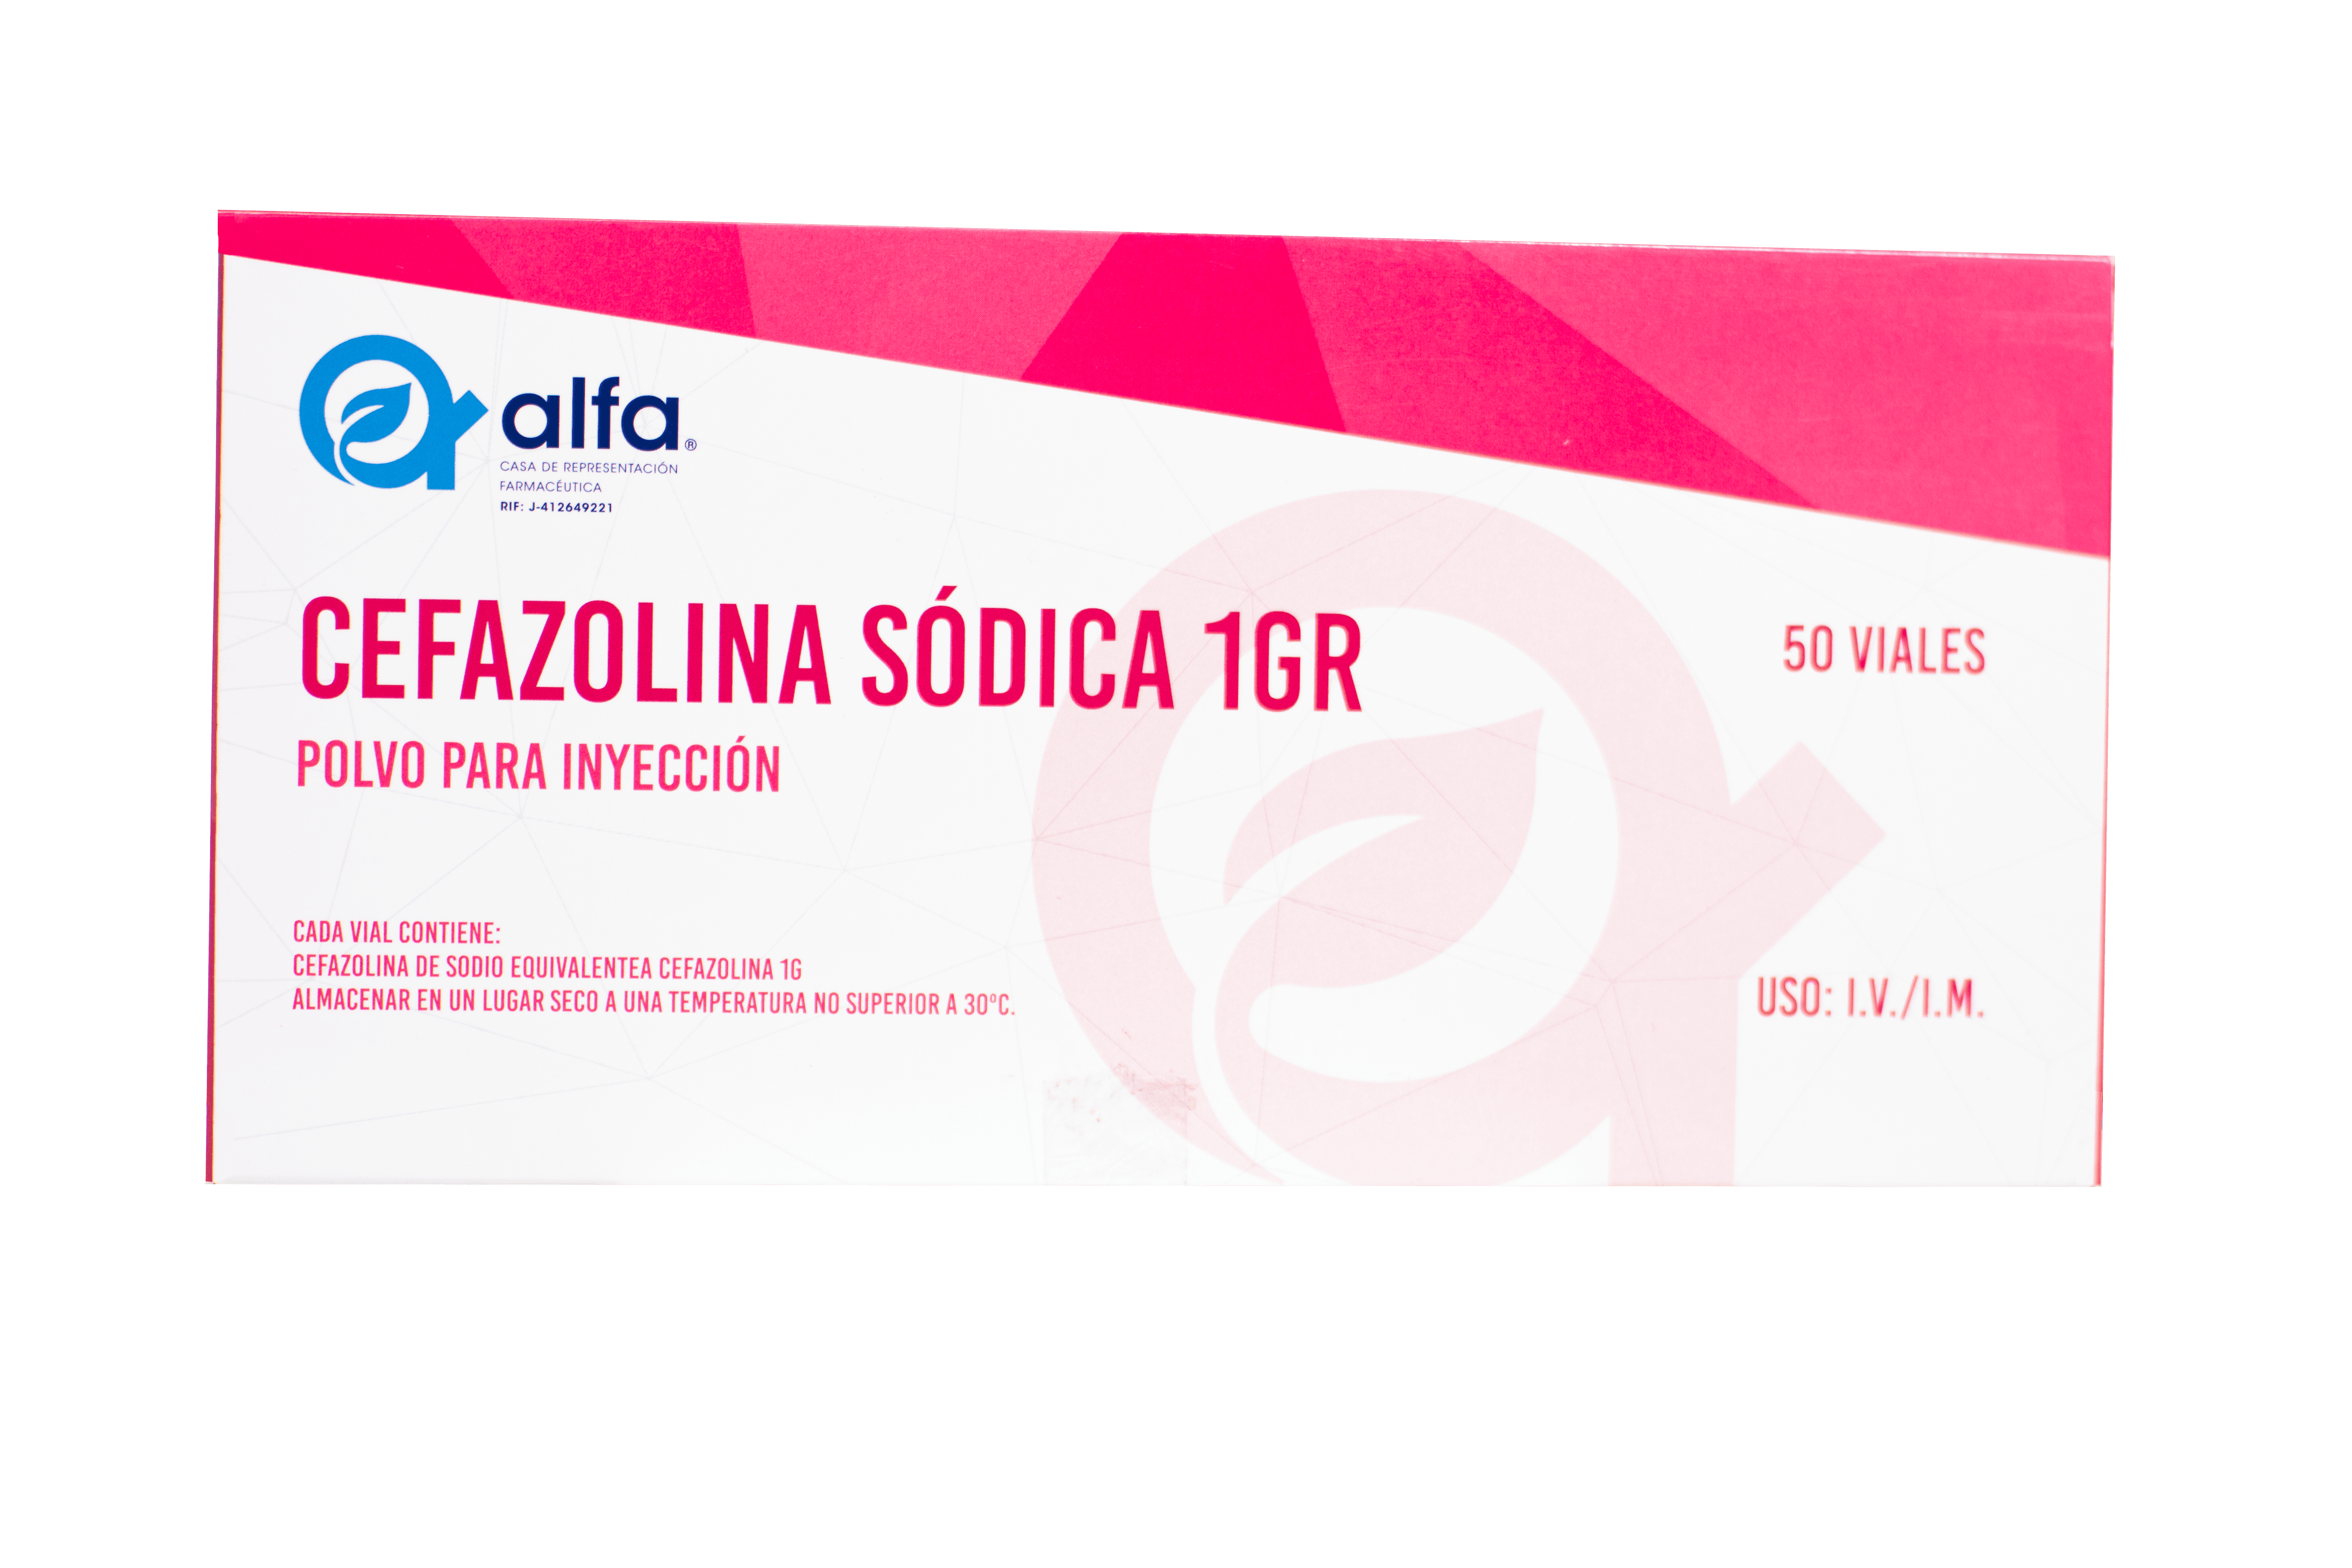 alfa®
CASA DE REPRESENTACIÓN
FARMACÉUTICA
RIF: J-412649221
CEFAZOLINA SÓDICA 1GR
50 VIALES
POLVO PARA INYECCIÓN
CADA VIAL CONTIENE:
CEFAZOLINA DE SODIO EQUIVALENTEA CEFAZOLINA 1G
ALMACENAR EN UN LUGAR SECO A UNA TEMPERATURA NO SUPERIOR A 30ºC.
USO: I.V./I.M.